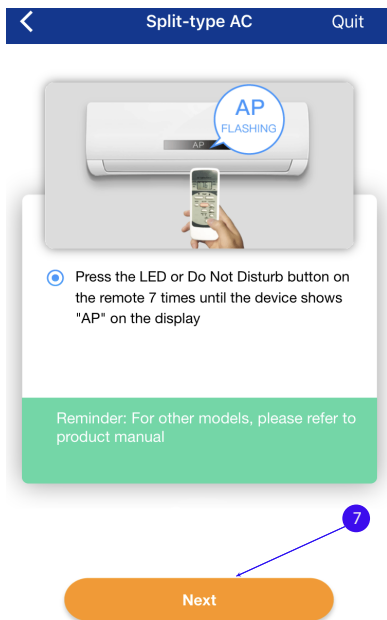 Split-type AC
Quit
AP
FLASHING
AP
Press the LED or Do Not Disturb button on
the remote 7 times until the device shows
"AP" on the display
Reminder: For other models, please refer to
product manual
7
Next